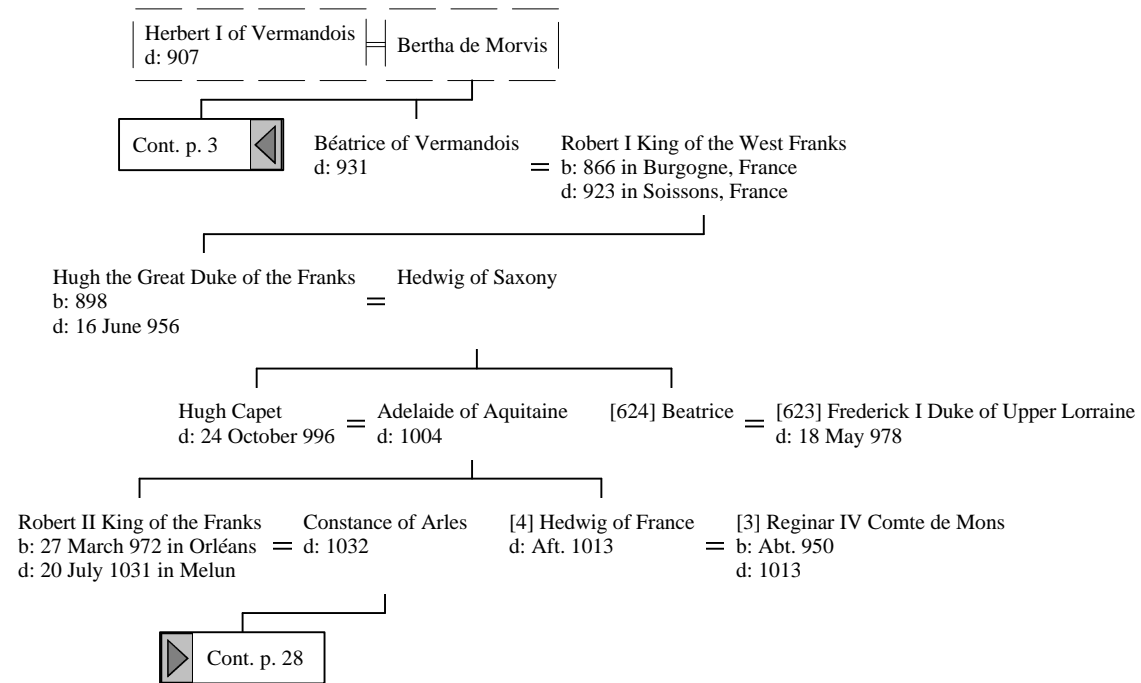 Herbert I of Vermandois
d: 907
=
Bertha de Morvis
Cont. p. 3
Béatrice of Vermandois
d: 931
=
Robert I King of the West Franks
b: 866 in Burgogne, France
d: 923 in Soissons, France
Hugh the Great Duke of the Franks
b: 898
d: 16 June 956
=
Hedwig of Saxony
Hugh Capet
d: 24 October 996
=
Adelaide of Aquitaine
d: 1004
[624] Beatrice
=
[623] Frederick I Duke of Upper Lorraine
d: 18 May 978
Robert II King of the Franks
b: 27 March 972 in Orléans
d: 20 July 1031 in Melun
=
Constance of Arles
d: 1032
[4] Hedwig of France
d: Aft. 1013
=
[3] Reginar IV Comte de Mons
b: Abt. 950
d: 1013
Cont. p. 28